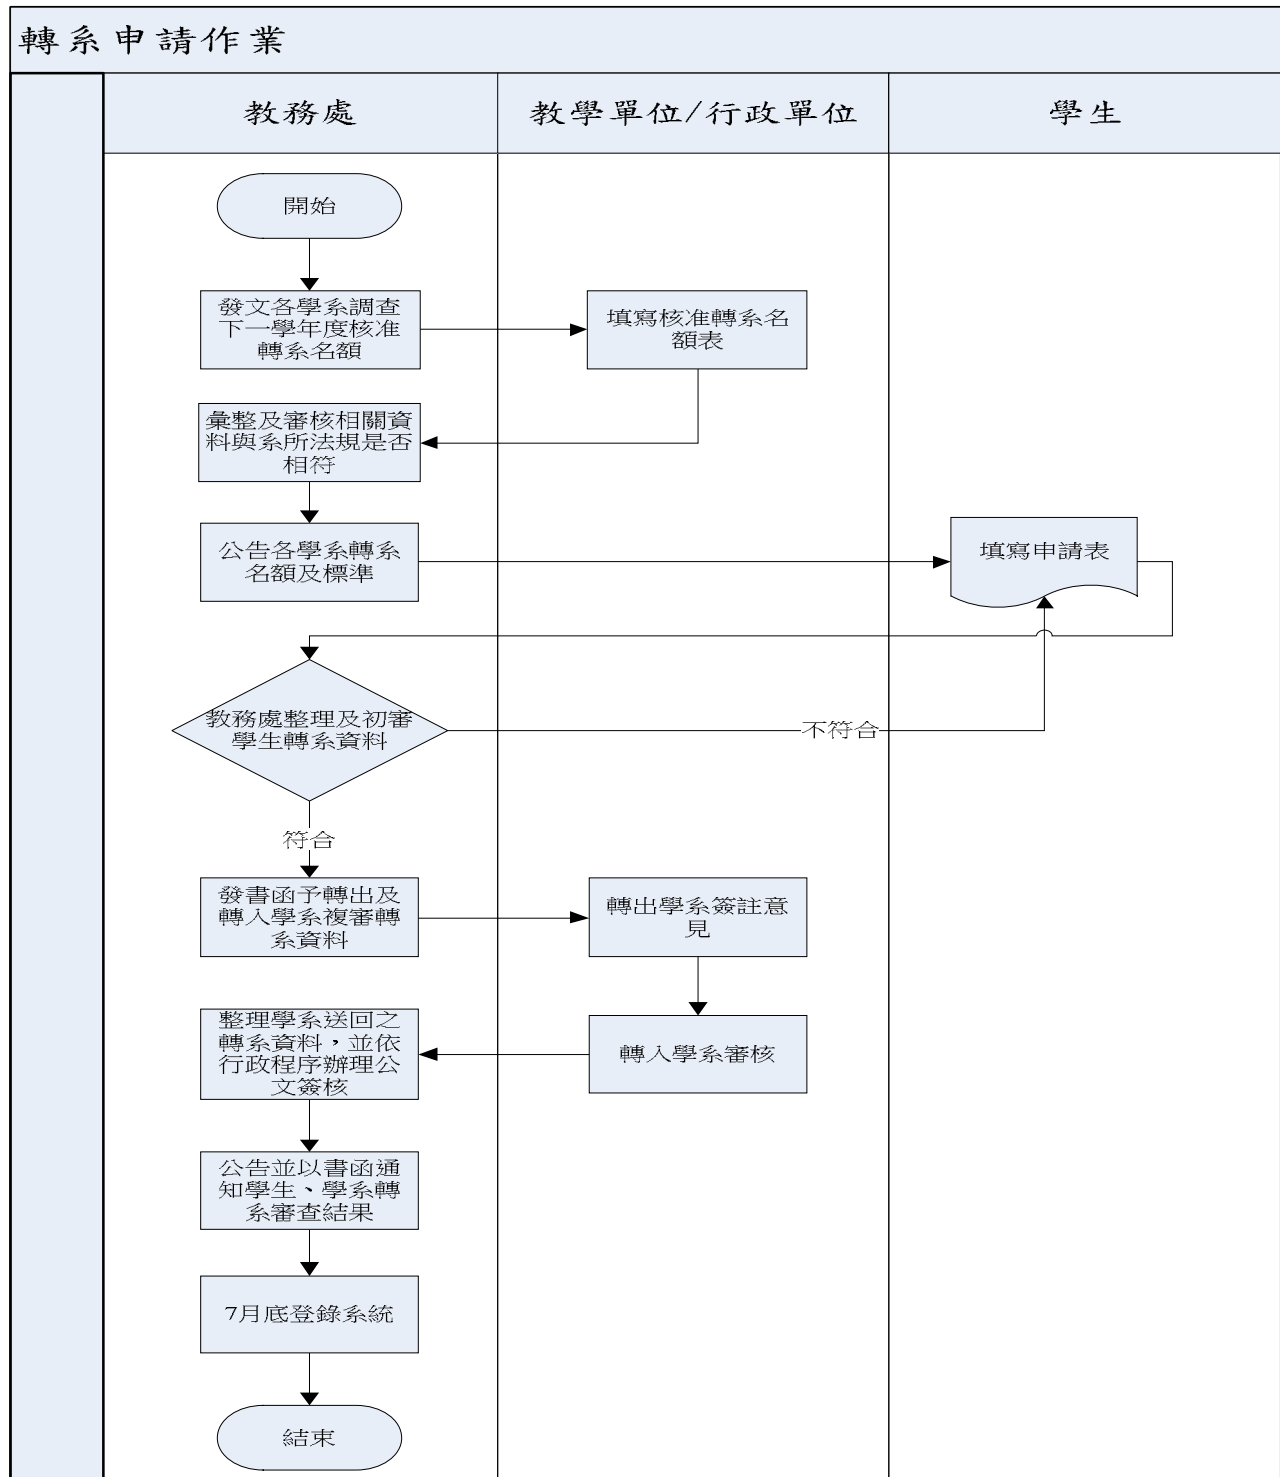 轉系申請作業
教務處
教學單位/行政單位
學生
開始
發文各學系調查
下一學年度核准
轉系名額
填寫核准轉系名
額表
彙整及審核相關資
料與系所法規是否
相符
公告各學系轉系
名額及標準
填寫申請表
教務處整理及初審
學生轉系資料
不符合
符合
發書函予轉出及
轉入學系複審轉
系資料
轉出學系簽註意
見
轉入學系審核
整理學系送回之
轉系資料，並依
行政程序辦理公
文簽核
公告並以書函通
知學生、學系轉
系審查結果
7月底登錄系統
結束